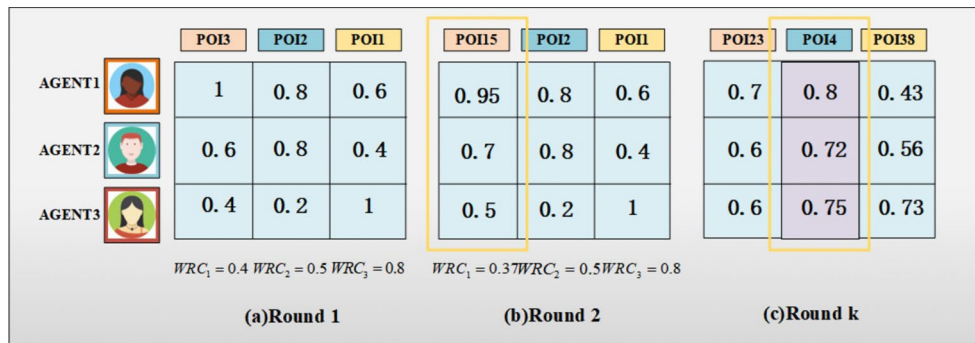 POI3 POI2 POI1 POI15 POI2 POI1 POI23 POI4 POI38
AGENT1 1 0.8 0.6 0.95 0.8 0.6 0.7 0.8 0.43
AGENT2 0.6 0.8 0.4 0.7 0.8 0.4 0.6 0.72 0.56
AGENT3 0.4 0.2 1 0.5 0.2 1 0.6 0.75 0.73
WRC₁ = 0.4 WRC₂ = 0.5 WRC₃ = 0.8 WRC₁ = 0.37 WRC₂ = 0.5 WRC₃ = 0.8
(a)Round 1 (b)Round 2 (c)Round k